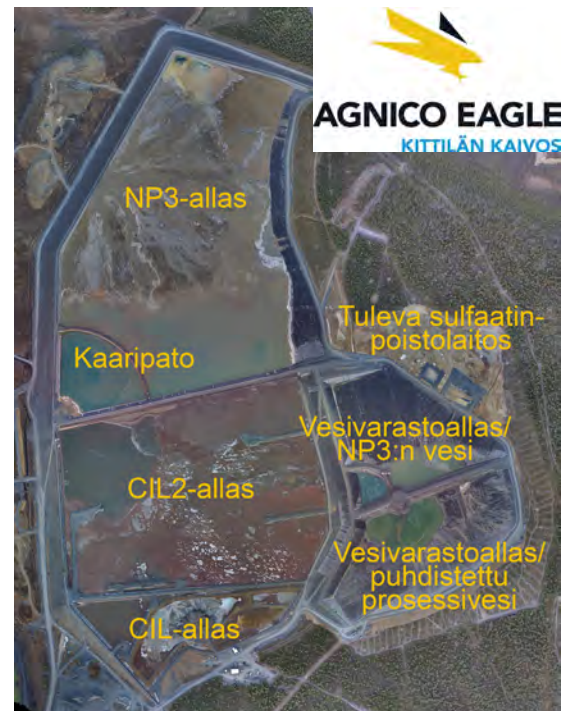 AGNICO EAGLE
KITTILÄN KAIVOS
NP3-allas
Tuleva sulfaatin-
poistolaitos
Kaaripato
Vesivarastoallas/
NP3:n vesi
CIL2-allas
Vesivarastoallas/
puhdistettu
prosessivesi
CIL-allas